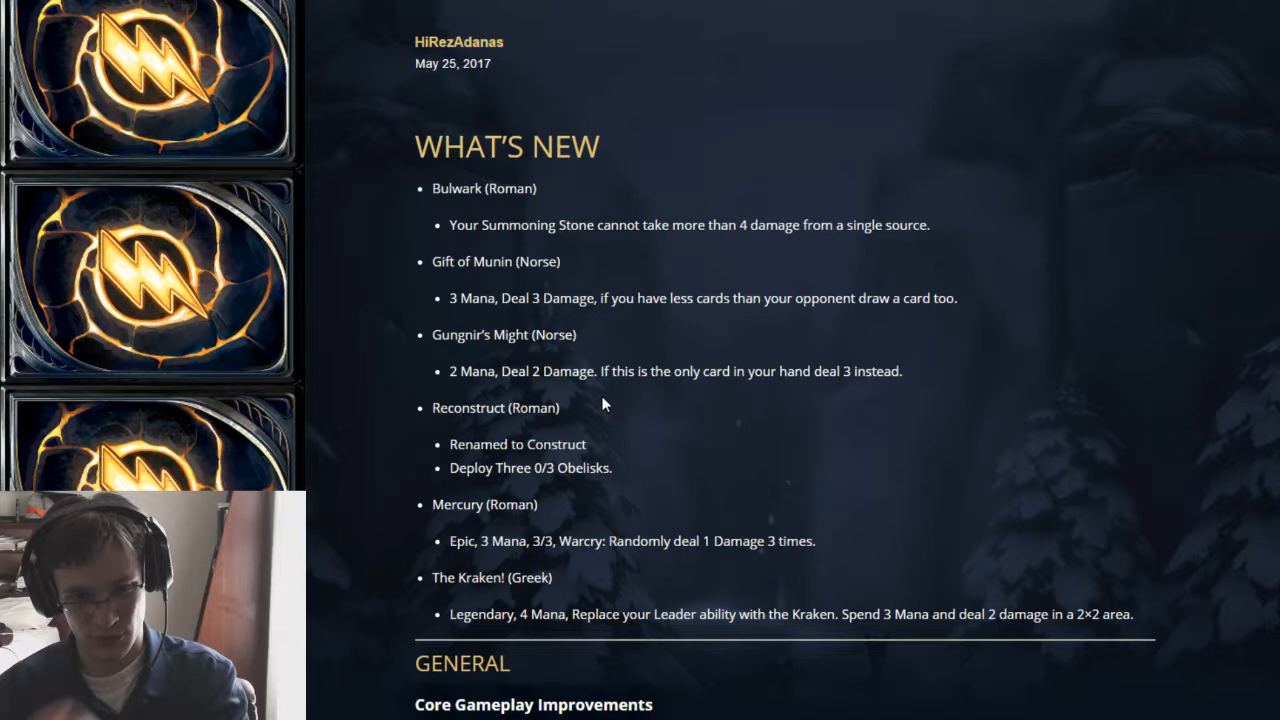 HiRezAdanas
May 25, 2017
WHAT'S NEW
• Bulwark (Roman)
• Your Summoning Stone cannot take more than 4 damage from a single source.
• Gift of Munin (Norse)
• 3 Mana, Deal 3 Damage, if you have less cards than your opponent draw a card too.
• Gungnir's Might (Norse)
• 2 Mana, Deal 2 Damage. If this is the only card in your hand deal 3 instead.
• Reconstruct (Roman)
• Renamed to Construct
• Deploy Three 0/3 Obelisks.
• Mercury (Roman)
• Epic, 3 Mana, 3/3, Warcry: Randomly deal 1 Damage 3 times.
• The Kraken! (Greek)
• Legendary, 4 Mana, Replace your Leader ability with the Kraken. Spend 3 Mana and deal 2 damage in a 2×2 area.
GENERAL
Core Gameplay Improvements